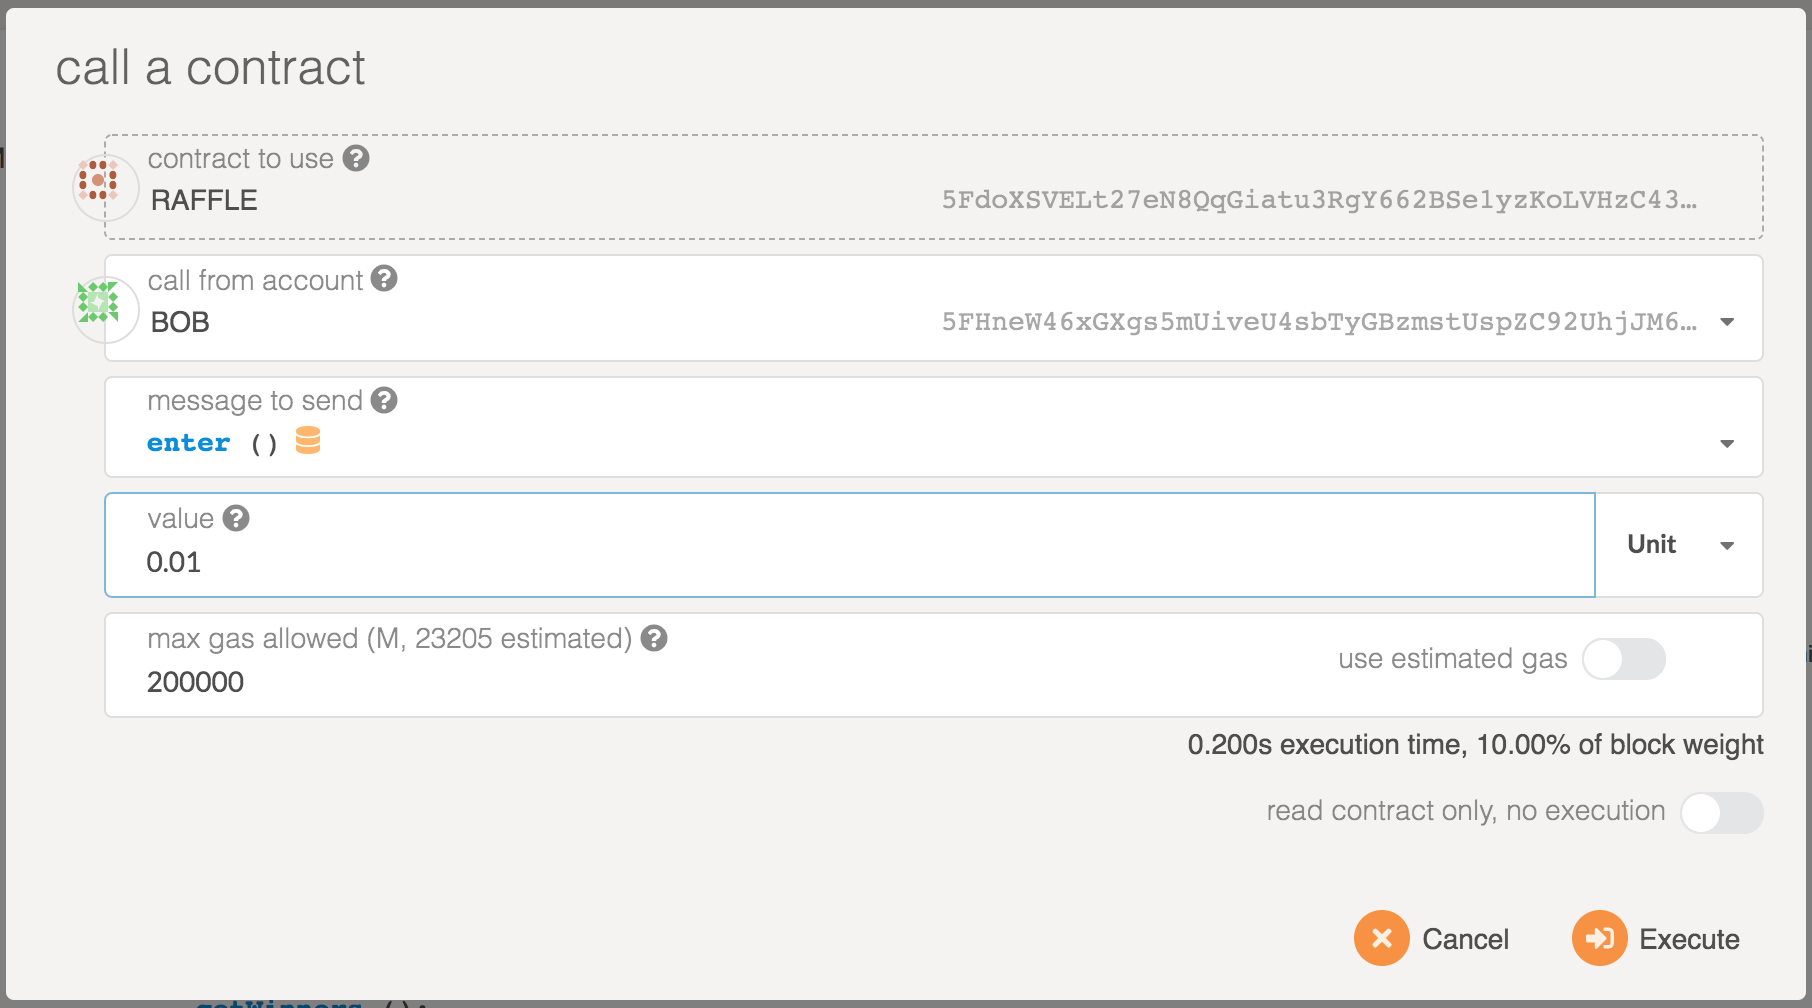 call a contract
contract to use
RAFFLE 5FdoXSVELt27eN8QqGiatu3RgY662BSe1yzKoLVHzC43…
call from account
BOB 5FHneW46xGXgs5mUiveU4sbTyGBzmstUspZC92UhjJM6…
message to send
enter ()
value
0.01 Unit
max gas allowed (M, 23205 estimated)
200000 use estimated gas
0.200s execution time, 10.00% of block weight
read contract only, no execution
Cancel Execute